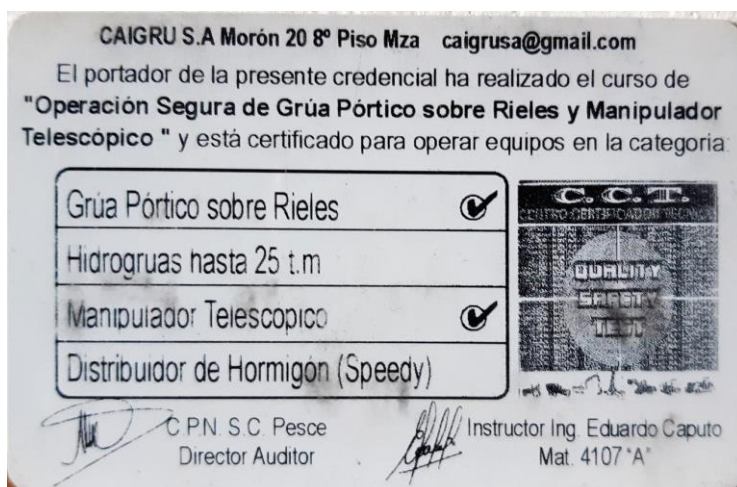 CAIGRU S.A Morón 20 8º Piso Mza caigrusa@gmail.com
El portador de la presente credencial ha realizado el curso de
"Operación Segura de Grúa Pórtico sobre Rieles y Manipulador
Telescópico " y está certificado para operar equipos en la categoria:
Grúa Pórtico sobre Rieles
Hidrogruas hasta 25 t.m
Manipulador Telescopico
Distribuidor de Hormigón (Speedy)
C. C. T.
CENTRO CERTIFICADOR TECNICO
QUALITY
SAFETY
TEST
C.P.N. S.C. Pesce
Director Auditor
Instructor Ing. Eduardo Caputo
Mat. 4107 "A"